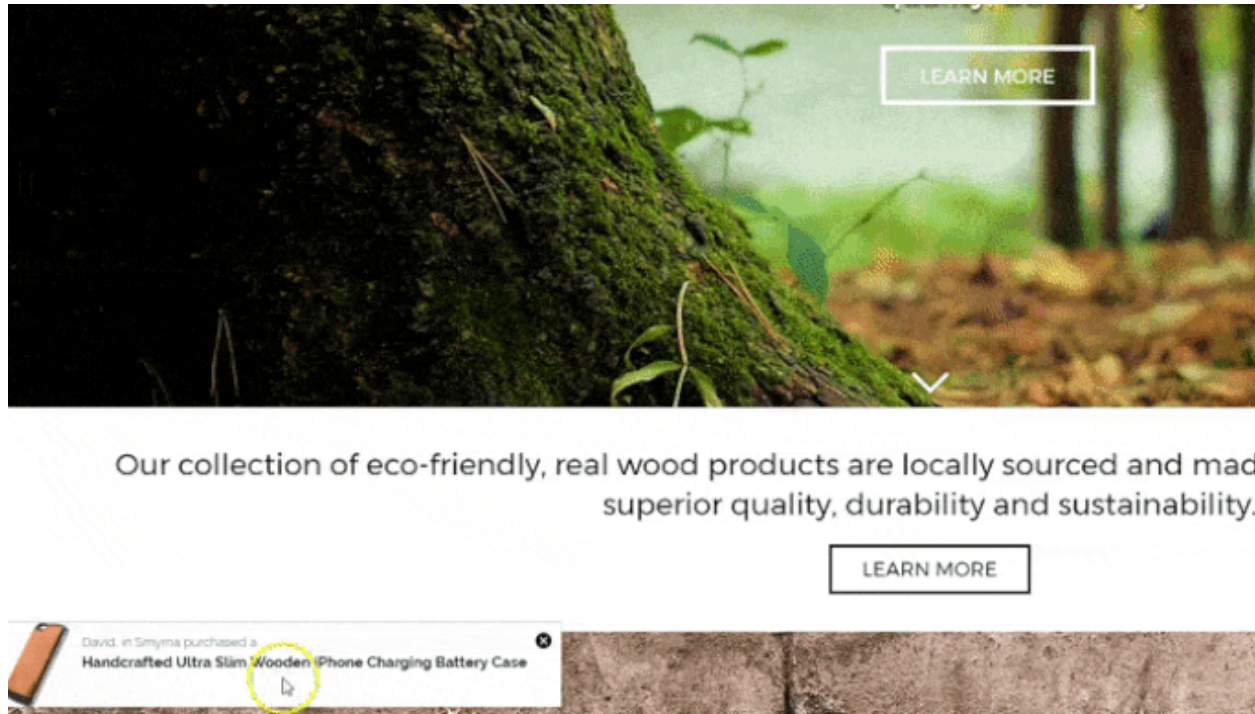 LEARN MORE
Our collection of eco-friendly, real wood products are locally sourced and mad
superior quality, durability and sustainability.
LEARN MORE
David. in Smyrna purchased a
Handcrafted Ultra Slim Wooden iPhone Charging Battery Case